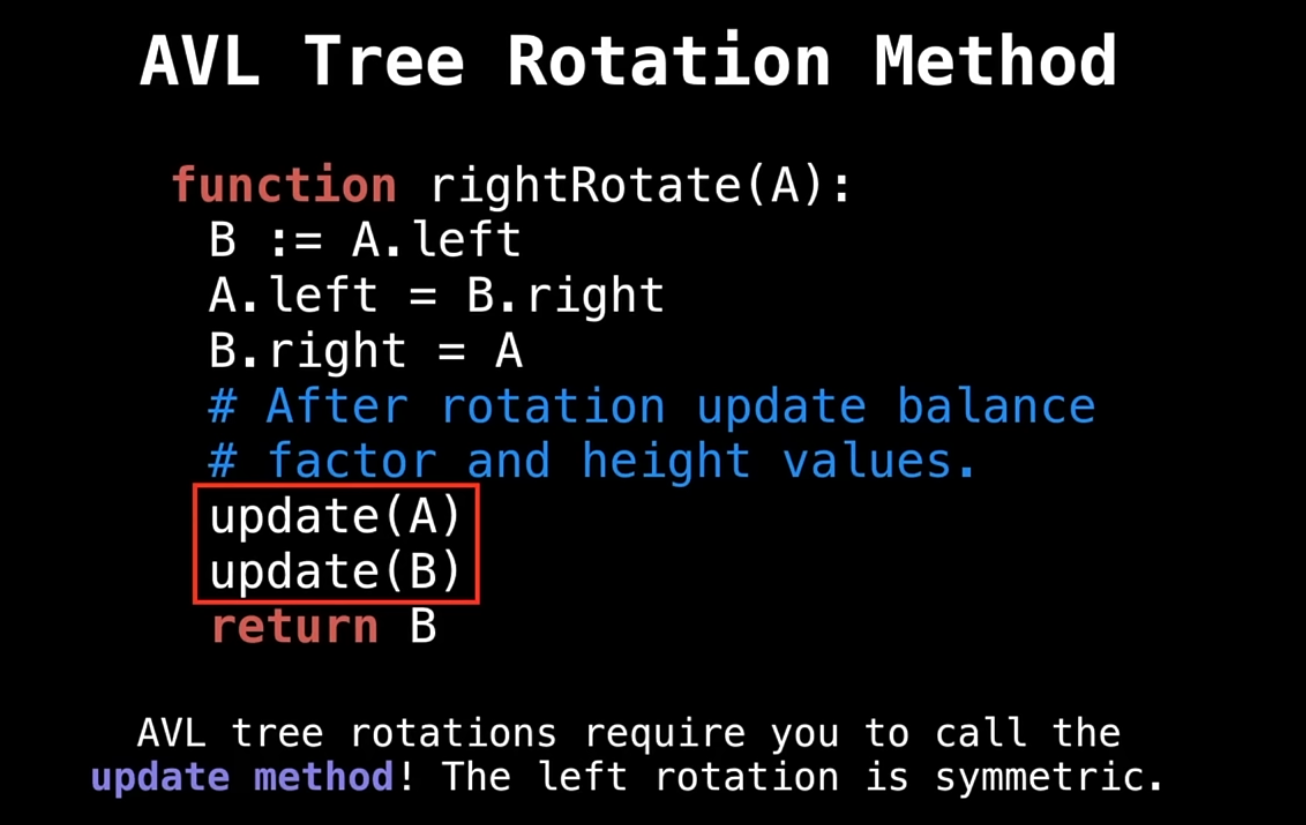 AVL Tree Rotation Method
function rightRotate(A):
B := A.left
A.left = B.right
B.right = A
# After rotation update balance
# factor and height values.
update(A)
update(B)
return B
AVL tree rotations require you to call the
update method! The left rotation is symmetric.